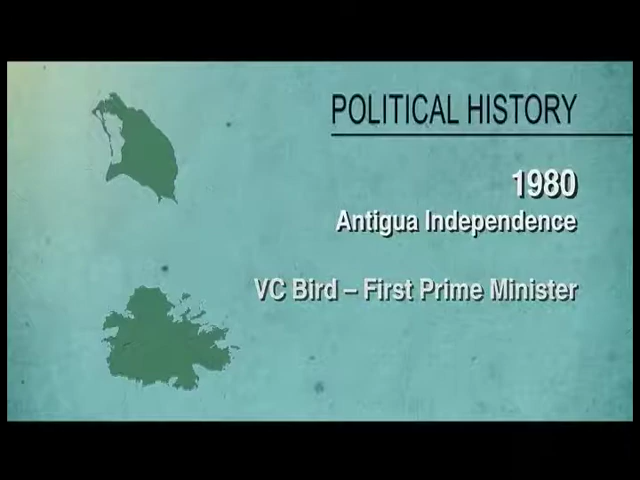 POLITICAL HISTORY
1980
Antigua Independence
VC Bird – First Prime Minister